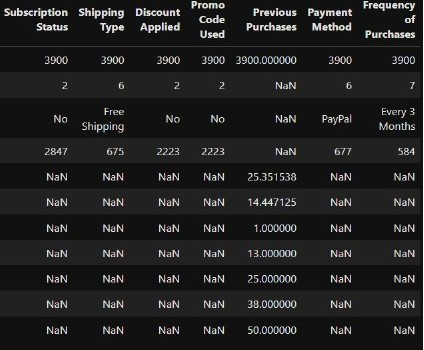 Subscription Status Shipping Type Discount Applied Promo Code Used Previous Purchases Payment Method Frequency of Purchases
3900 3900 3900 3900 3900.000000 3900 3900
2 6 2 2 NaN 6 7
No Free Shipping No No NaN PayPal Every 3 Months
2847 675 2223 2223 NaN 677 584
NaN NaN NaN NaN 25.351538 NaN NaN
NaN NaN NaN NaN 14.447125 NaN NaN
NaN NaN NaN NaN 1.000000 NaN NaN
NaN NaN NaN NaN 13.000000 NaN NaN
NaN NaN NaN NaN 25.000000 NaN NaN
NaN NaN NaN NaN 38.000000 NaN NaN
NaN NaN NaN NaN 50.000000 NaN NaN